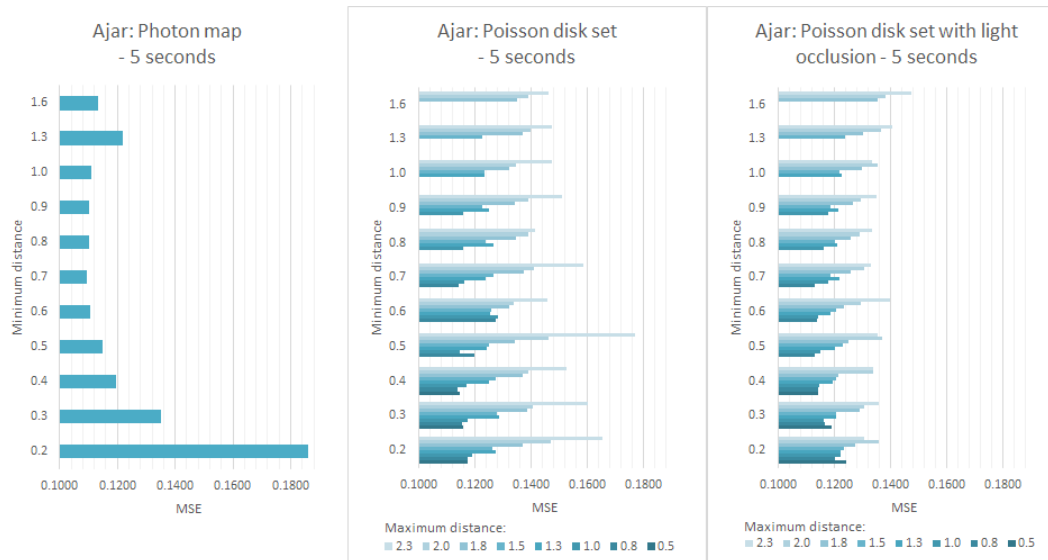 Ajar: Photon map
- 5 seconds
Minimum distance
1.6
1.3
1.0
0.9
0.8
0.7
0.6
0.5
0.4
0.3
0.2
0.1000 0.1200 0.1400 0.1600 0.1800
MSE
Ajar: Poisson disk set
- 5 seconds
Minimum distance
1.6
1.3
1.0
0.9
0.8
0.7
0.6
0.5
0.4
0.3
0.2
0.1000 0.1200 0.1400 0.1600 0.1800
MSE
Maximum distance:
2.3 2.0 1.8 1.5 1.3 1.0 0.8 0.5
Ajar: Poisson disk set with light
occlusion - 5 seconds
Minimum distance
1.6
1.3
1.0
0.9
0.8
0.7
0.6
0.5
0.4
0.3
0.2
0.1000 0.1200 0.1400 0.1600 0.1800
MSE
Maximum distance:
2.3 2.0 1.8 1.5 1.3 1.0 0.8 0.5